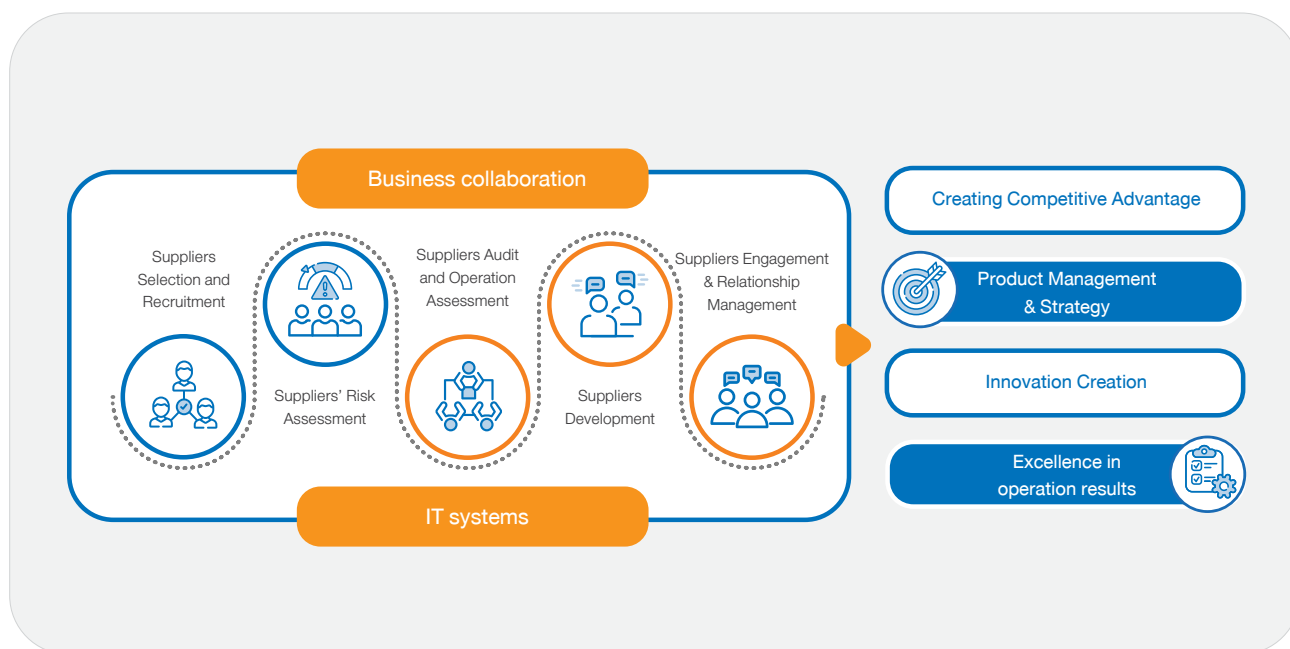 Business collaboration
Suppliers
Selection and
Recruitment
Suppliers’ Risk
Assessment
Suppliers Audit
and Operation
Assessment
Suppliers
Development
Suppliers Engagement
& Relationship
Management
IT systems
Creating Competitive Advantage
Product Management
& Strategy
Innovation Creation
Excellence in
operation results